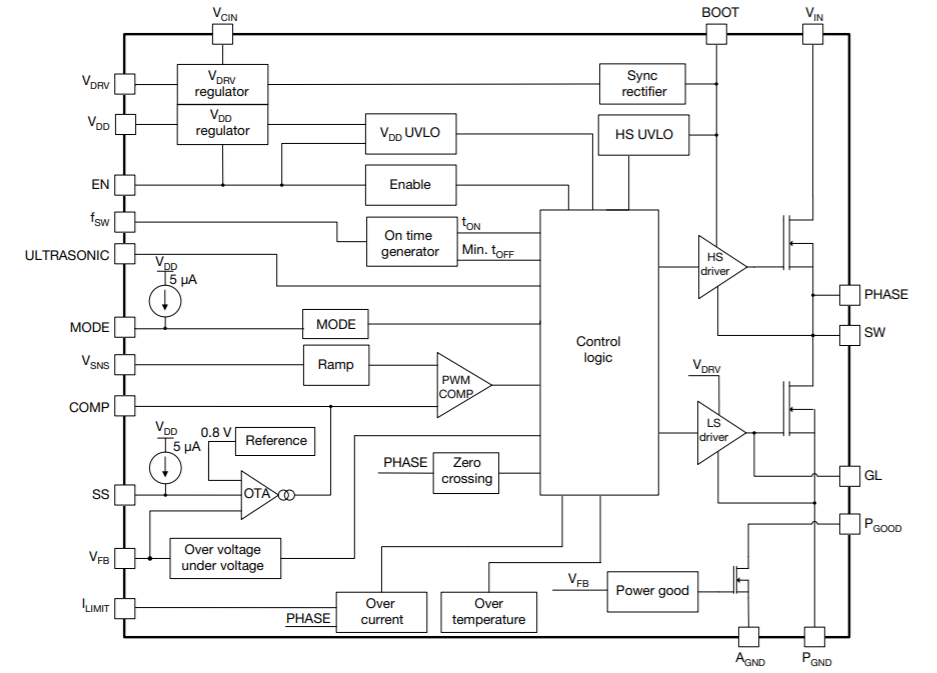 VCIN
BOOT
VIN
VDRV
VDRV
regulator
Sync
rectifier
VDD
VDD
regulator
VDD UVLO
HS UVLO
EN
Enable
fSW
On time
generator
tON
Min. tOFF
ULTRASONIC
VDD
5 µA
HS
driver
PHASE
MODE
MODE
SW
Control
logic
VSNS
Ramp
PWM
COMP
VDRV
COMP
LS
driver
VDD
5 µA
0.8 V
Reference
PHASE
Zero
crossing
GL
SS
OTA
PGOOD
VFB
Over voltage
under voltage
VFB
Power good
ILIMIT
PHASE
Over
current
Over
temperature
AGND
PGND